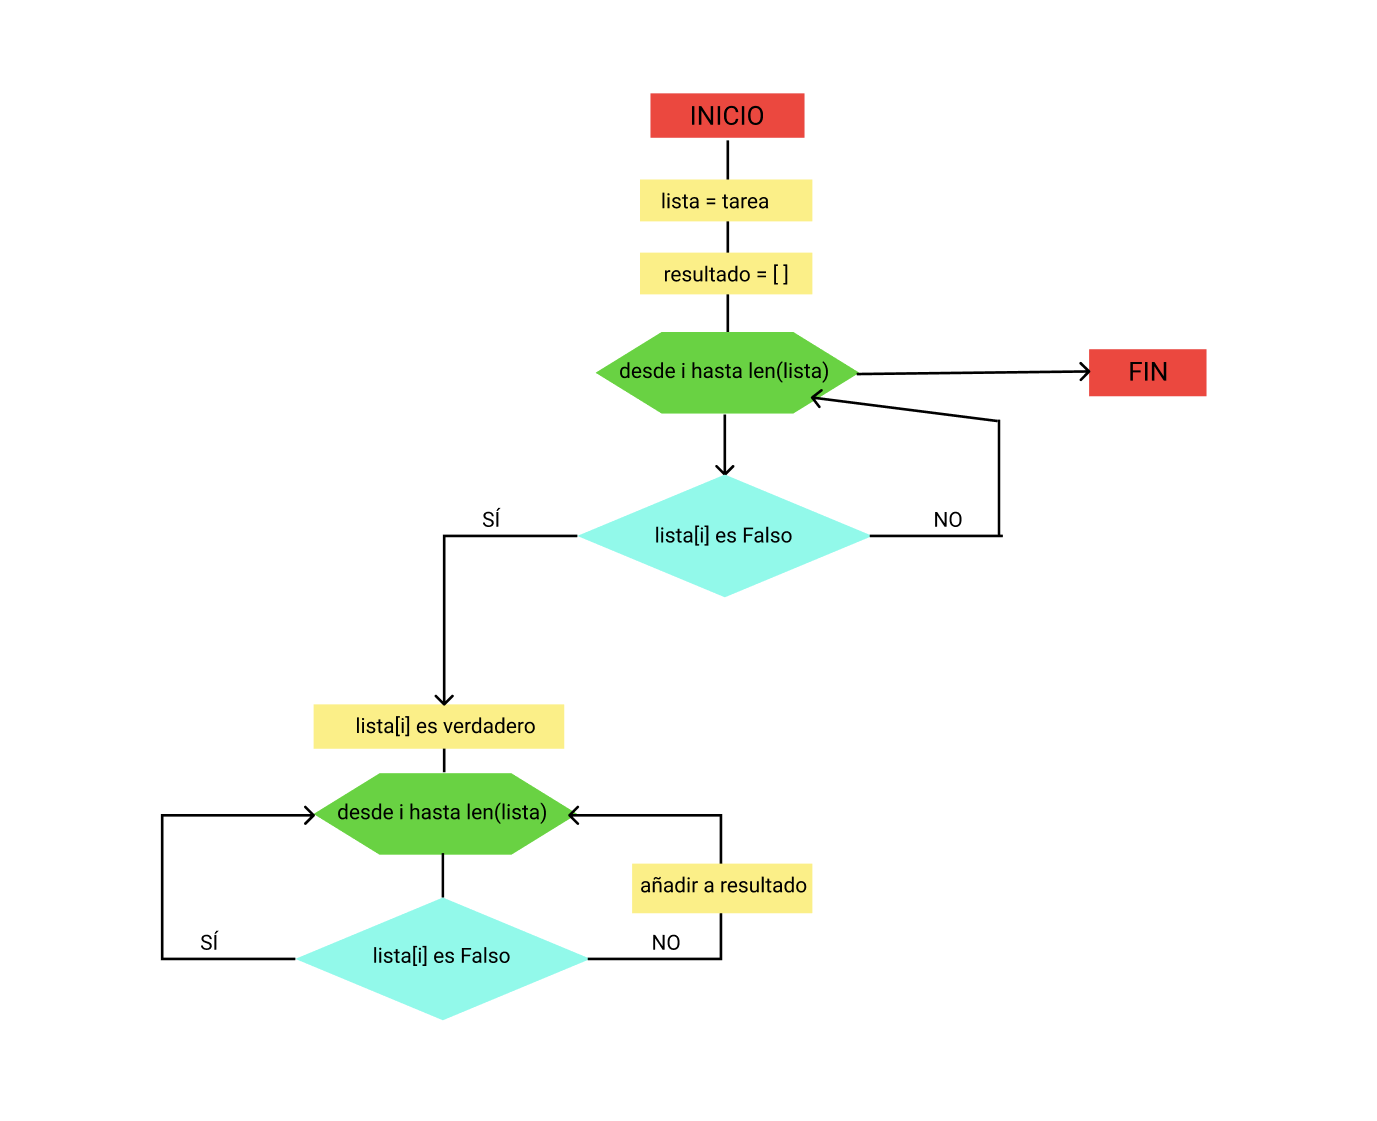 INICIO
lista = tarea
resultado = [ ]
desde i hasta len(lista)
FIN
SÍ
NO
lista[i] es Falso
lista[i] es verdadero
desde i hasta len(lista)
añadir a resultado
SÍ
NO
lista[i] es Falso